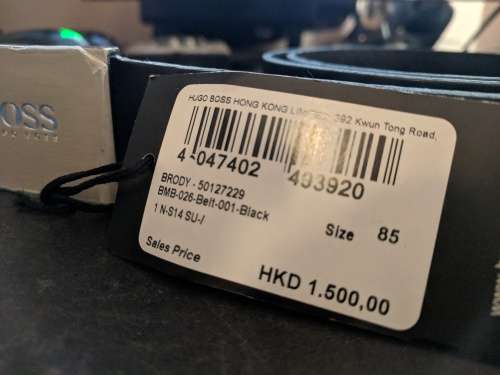 BOSS
HUGO BOSS HONG KONG LIMITED 392 Kwun Tong Road,
4 047402 493920
BRODY - 50127229
BMB-026-Belt-001-Black
1 N-S14 SU-/
Size 85
Sales Price
HKD 1.500,00